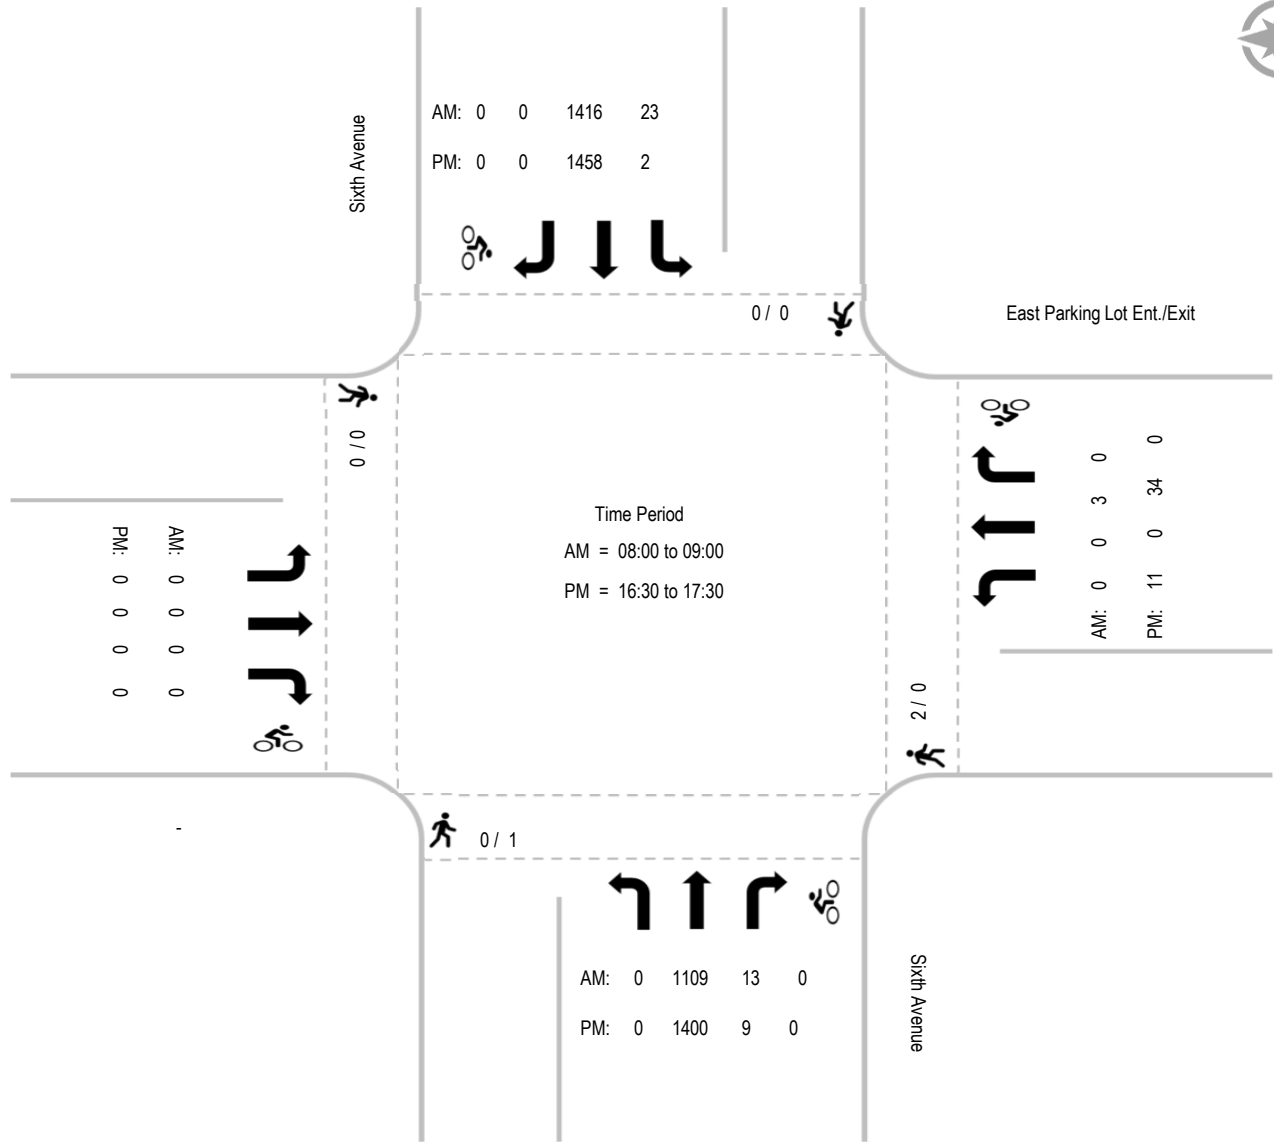 AM: 0 0 1416 23
PM: 0 0 1458 2
Sixth Avenue
0 / 0
East Parking Lot Ent./Exit
0 / 0
AM: 0 0 3 0
PM: 11 0 34 0
Time Period
AM = 08:00 to 09:00
PM = 16:30 to 17:30
AM: 0 0 0 0
PM: 0 0 0 0
2 / 0
-
0 / 1
AM: 0 1109 13 0
PM: 0 1400 9 0
Sixth Avenue